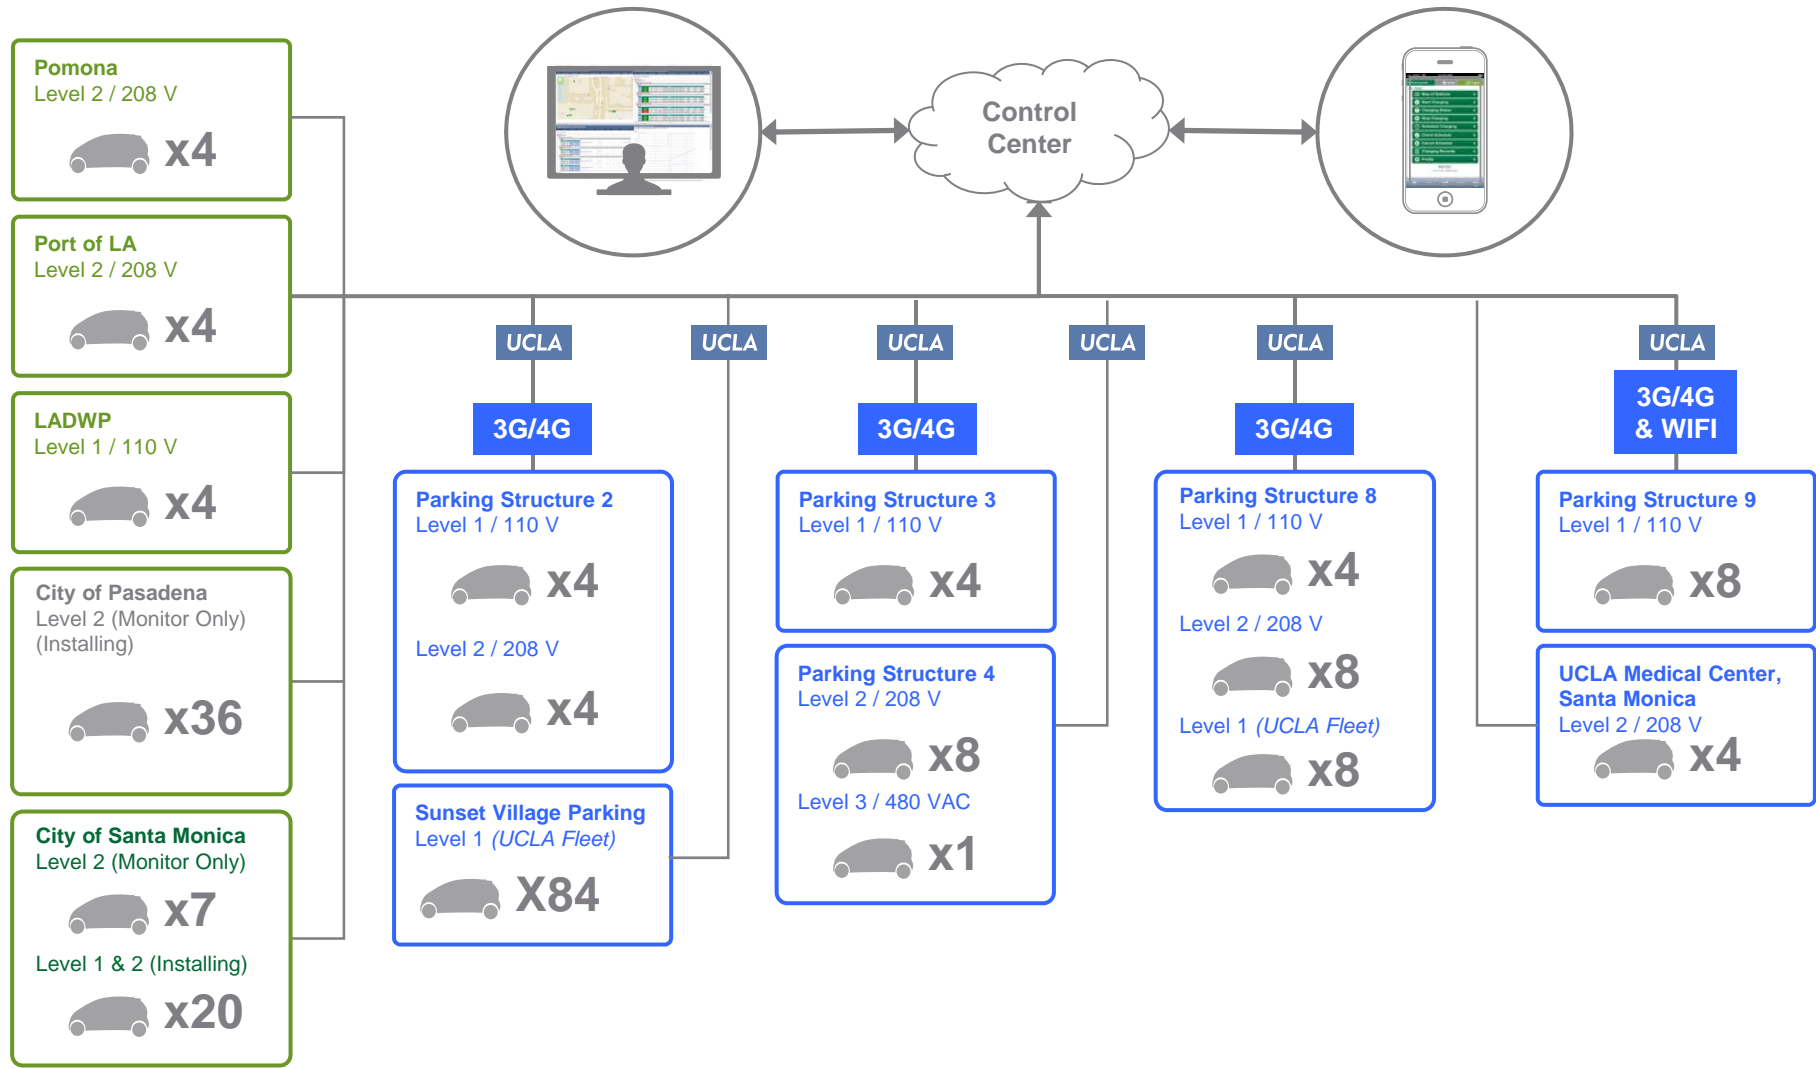 Pomona
Level 2 / 208 V
x4
Port of LA
Level 2 / 208 V
x4
LADWP
Level 1 / 110 V
x4
City of Pasadena
Level 2 (Monitor Only)
(Installing)
x36
City of Santa Monica
Level 2 (Monitor Only)
x7
Level 1 & 2 (Installing)
x20
Control
Center
UCLA
UCLA
UCLA
UCLA
UCLA
UCLA
3G/4G
3G/4G
3G/4G
3G/4G
& WIFI
Parking Structure 2
Level 1 / 110 V
x4
Level 2 / 208 V
x4
Sunset Village Parking
Level 1 (UCLA Fleet)
X84
Parking Structure 3
Level 1 / 110 V
x4
Parking Structure 4
Level 2 / 208 V
x8
Level 3 / 480 VAC
x1
Parking Structure 8
Level 1 / 110 V
x4
Level 2 / 208 V
x8
Level 1 (UCLA Fleet)
x8
Parking Structure 9
Level 1 / 110 V
x8
UCLA Medical Center,
Santa Monica
Level 2 / 208 V
x4